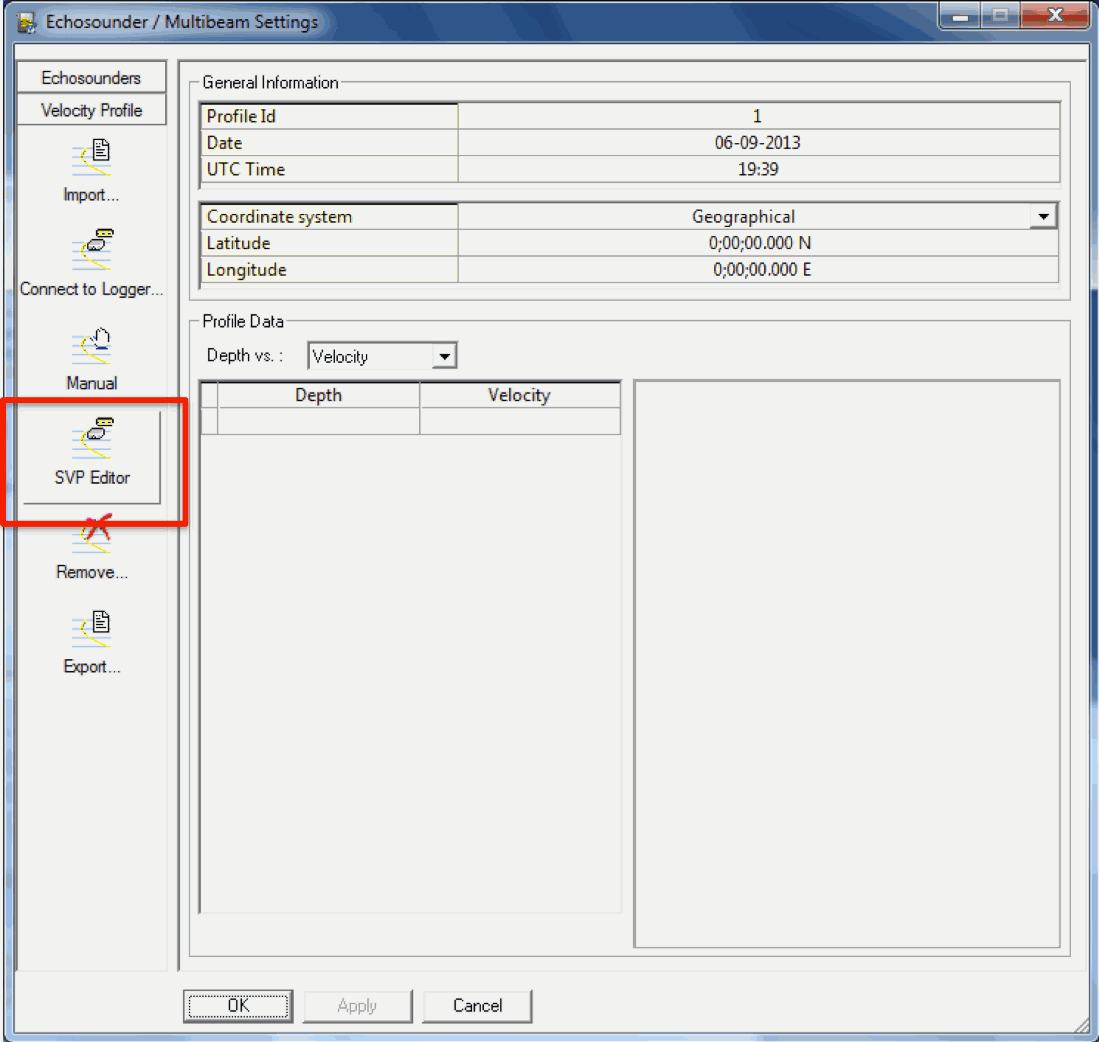 Echosounder / Multibeam Settings
Echosounders
Velocity Profile
Import...
Connect to Logger...
Manual
SVP Editor
Remove...
Export...
General Information
Profile Id 1
Date 06-09-2013
UTC Time 19:39
Coordinate system Geographical
Latitude 0;00;00.000 N
Longitude 0;00;00.000 E
Profile Data
Depth vs. : Velocity
Depth Velocity
OK Apply Cancel